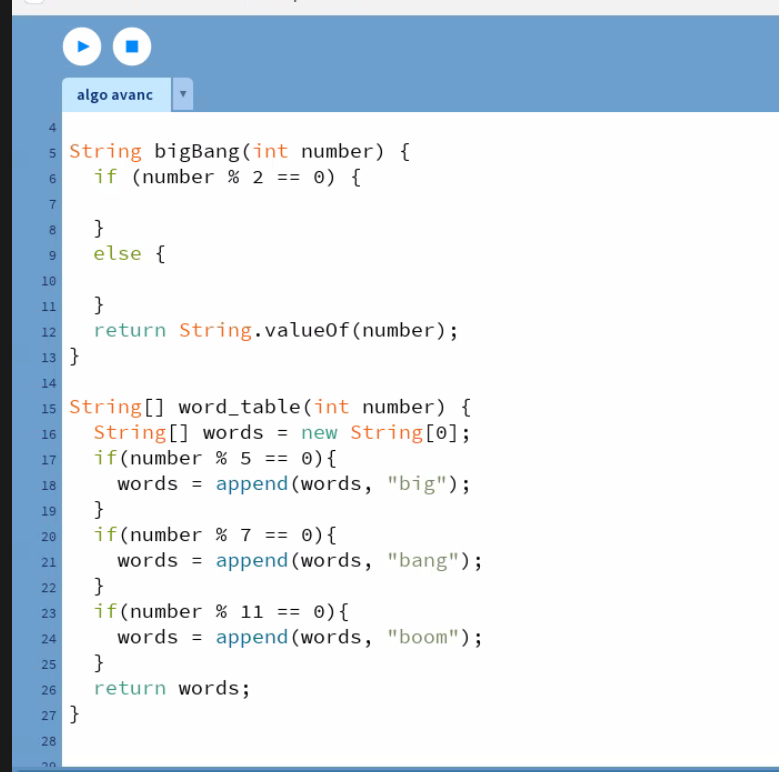 algo avanc
4
5 String bigBang(int number) {
6   if (number % 2 == 0) {
7
8   }
9   else {
10
11   }
12   return String.valueOf(number);
13 }
14
15 String[] word_table(int number) {
16   String[] words = new String[0];
17   if(number % 5 == 0){
18     words = append(words, "big");
19   }
20   if(number % 7 == 0){
21     words = append(words, "bang");
22   }
23   if(number % 11 == 0){
24     words = append(words, "boom");
25   }
26   return words;
27 }
28
29